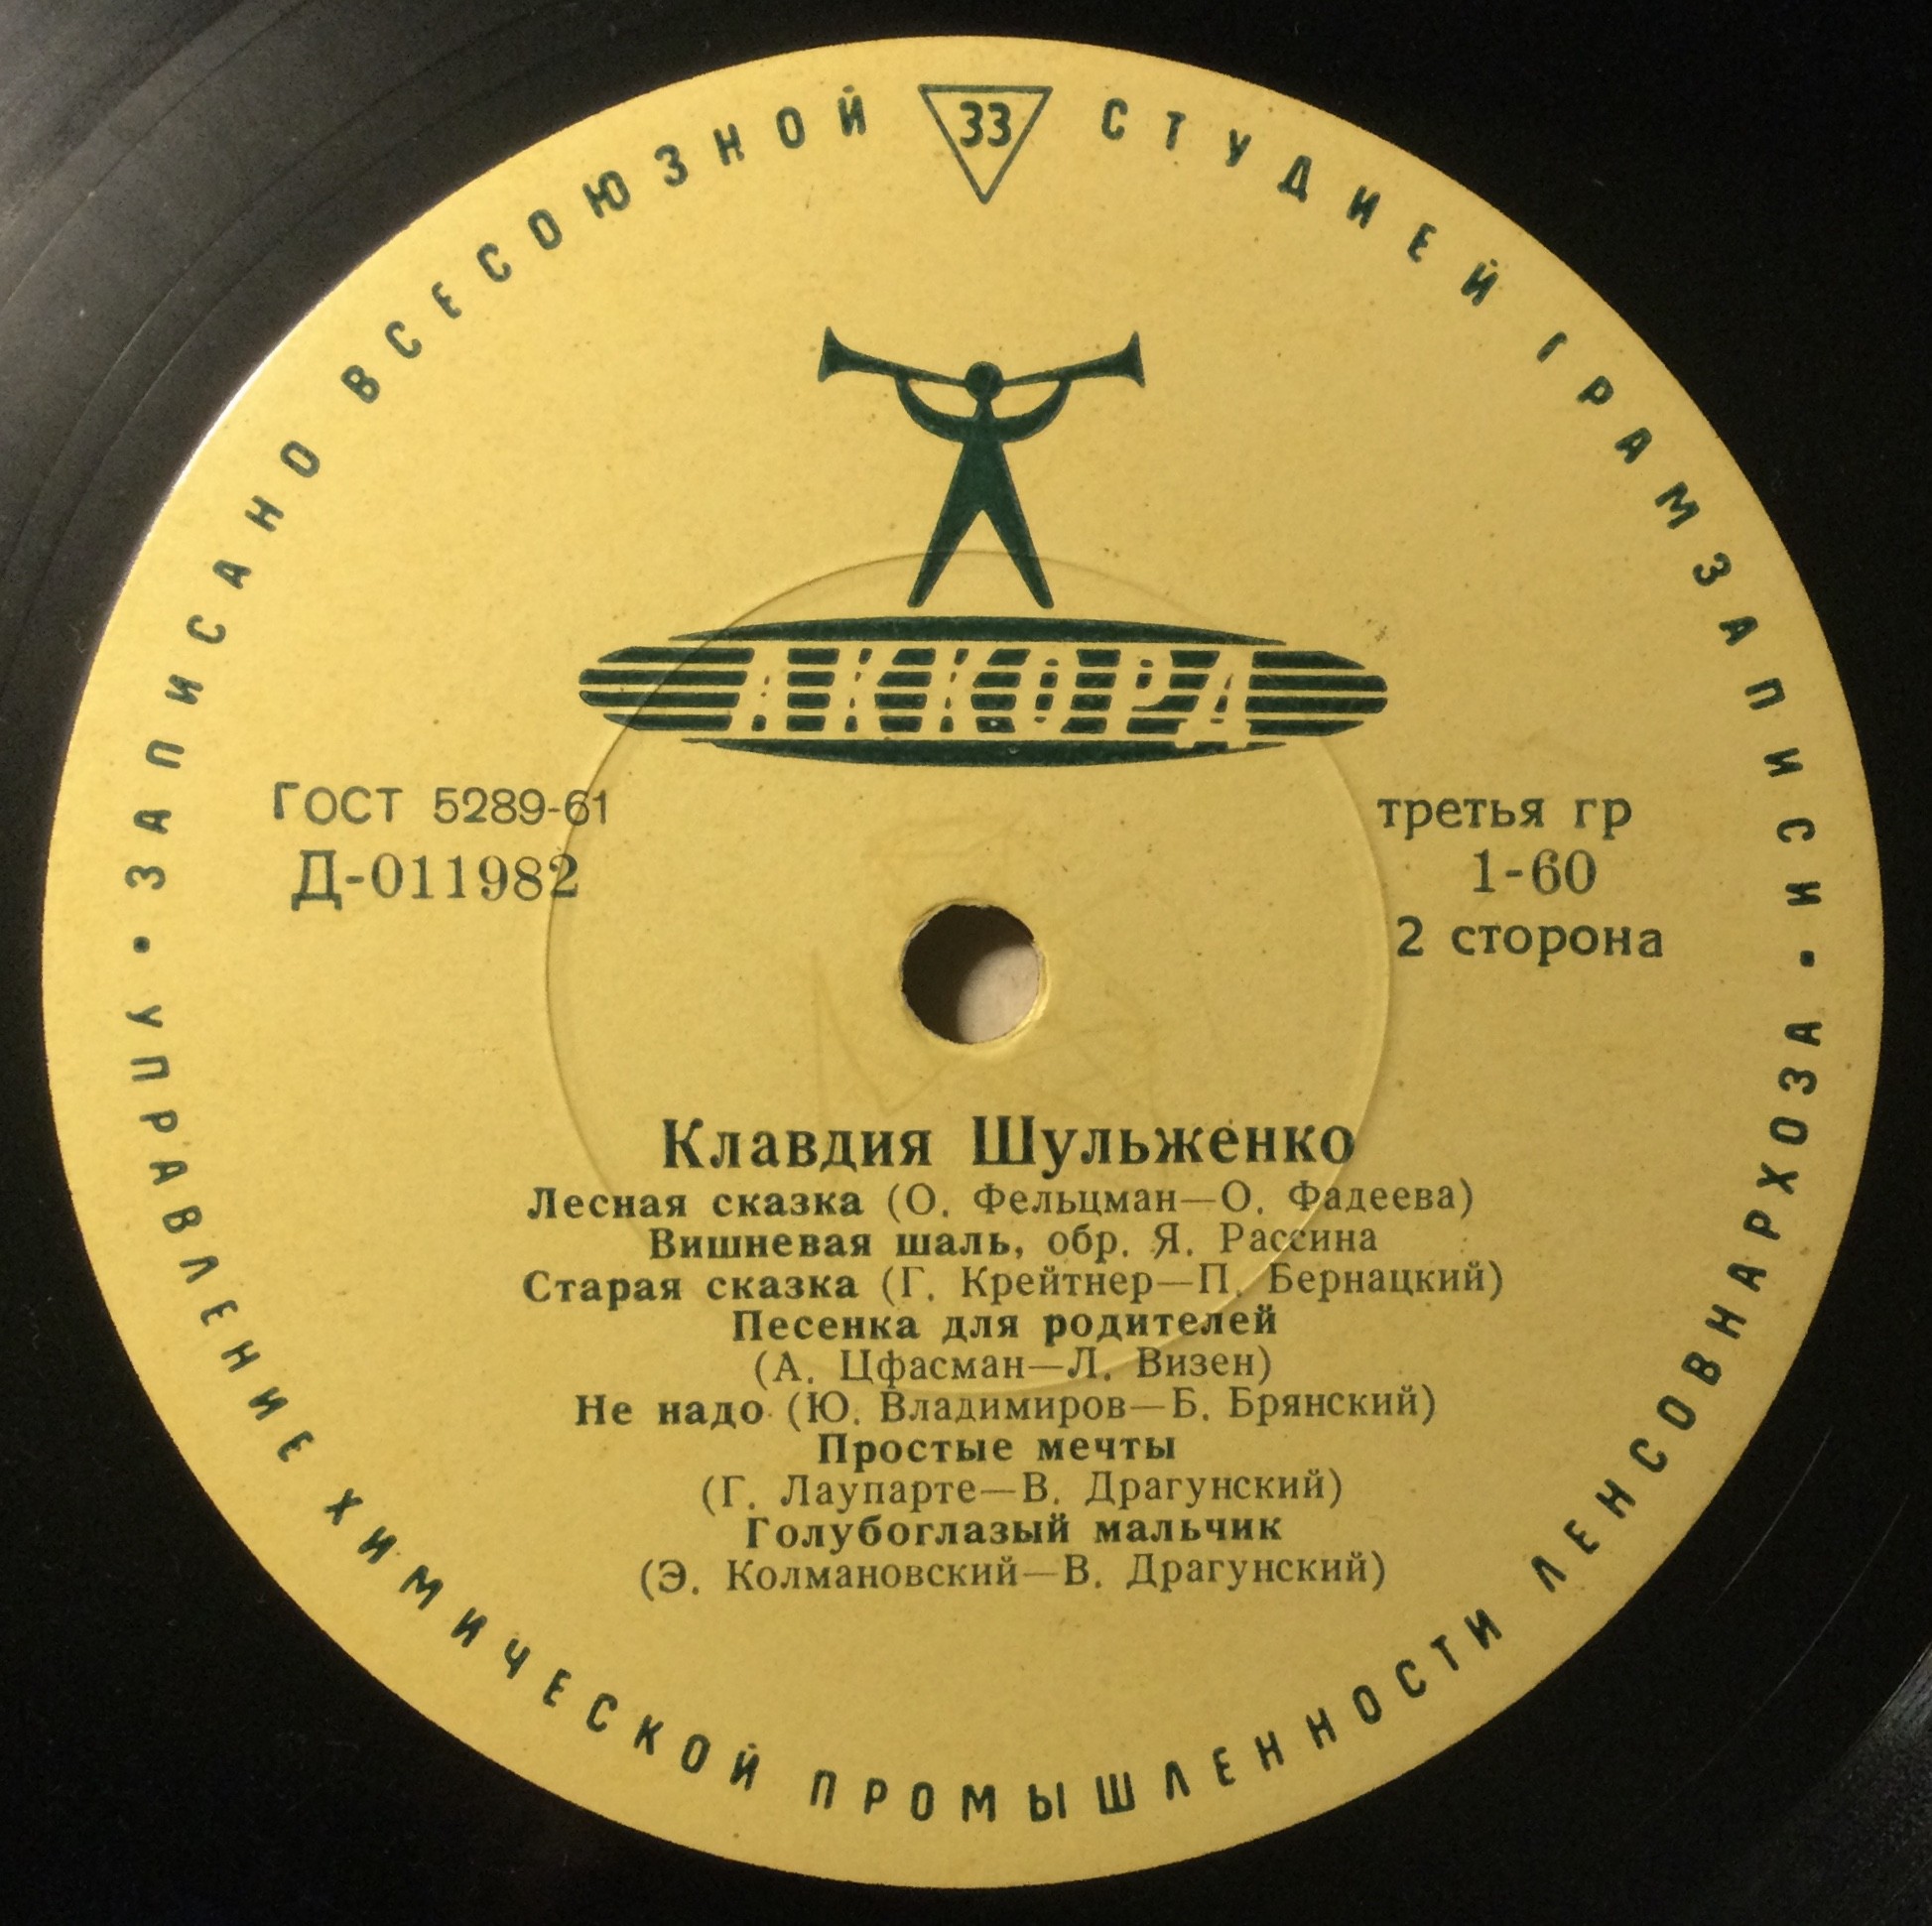 ЗАПИСАНО ВСЕСОЮЗНОЙ 33 СТУДИЕЙ ГРАМЗАПИСИ
АККОРД
ГОСТ 5289-61
Д-011982
третья гр
1-60
2 сторона
Клавдия Шульженко
Лесная сказка (О. Фельцман—О. Фадеева)
Вишневая шаль, обр. Я. Рассина
Старая сказка (Г. Крейтнер—П. Бернацкий)
Песенка для родителей
(А. Цфасман—Л. Визен)
Не надо (Ю. Владимиров—Б. Брянский)
Простые мечты
(Г. Лаупарте—В. Драгунский)
Голубоглазый мальчик
(Э. Колмановский—В. Драгунский)
• УПРАВЛЕНИЕ ХИМИЧЕСКОЙ ПРОМЫШЛЕННОСТИ ЛЕНСОВНАРХОЗА •